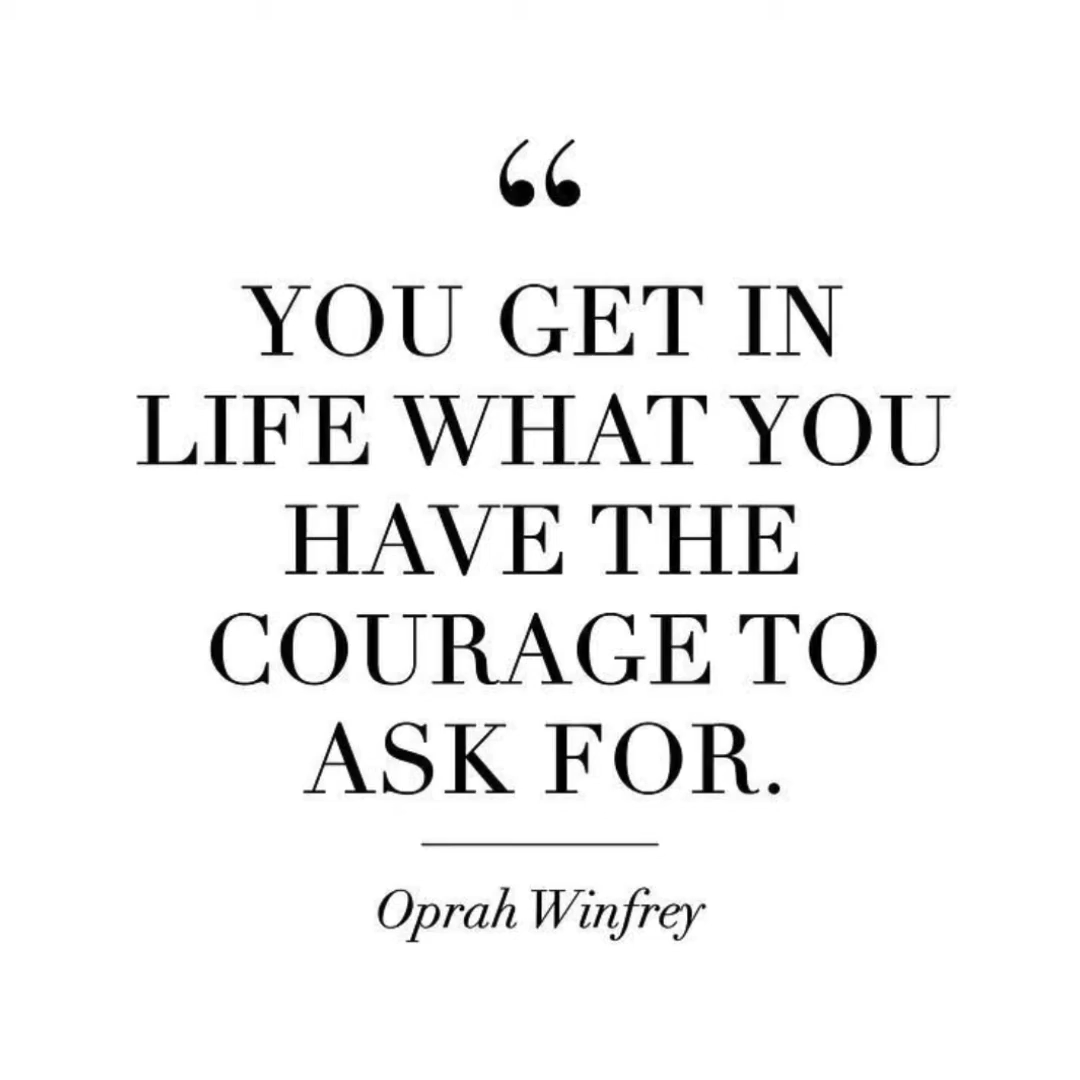 “
YOU GET IN
LIFE WHAT YOU
HAVE THE
COURAGE TO
ASK FOR.
Oprah Winfrey